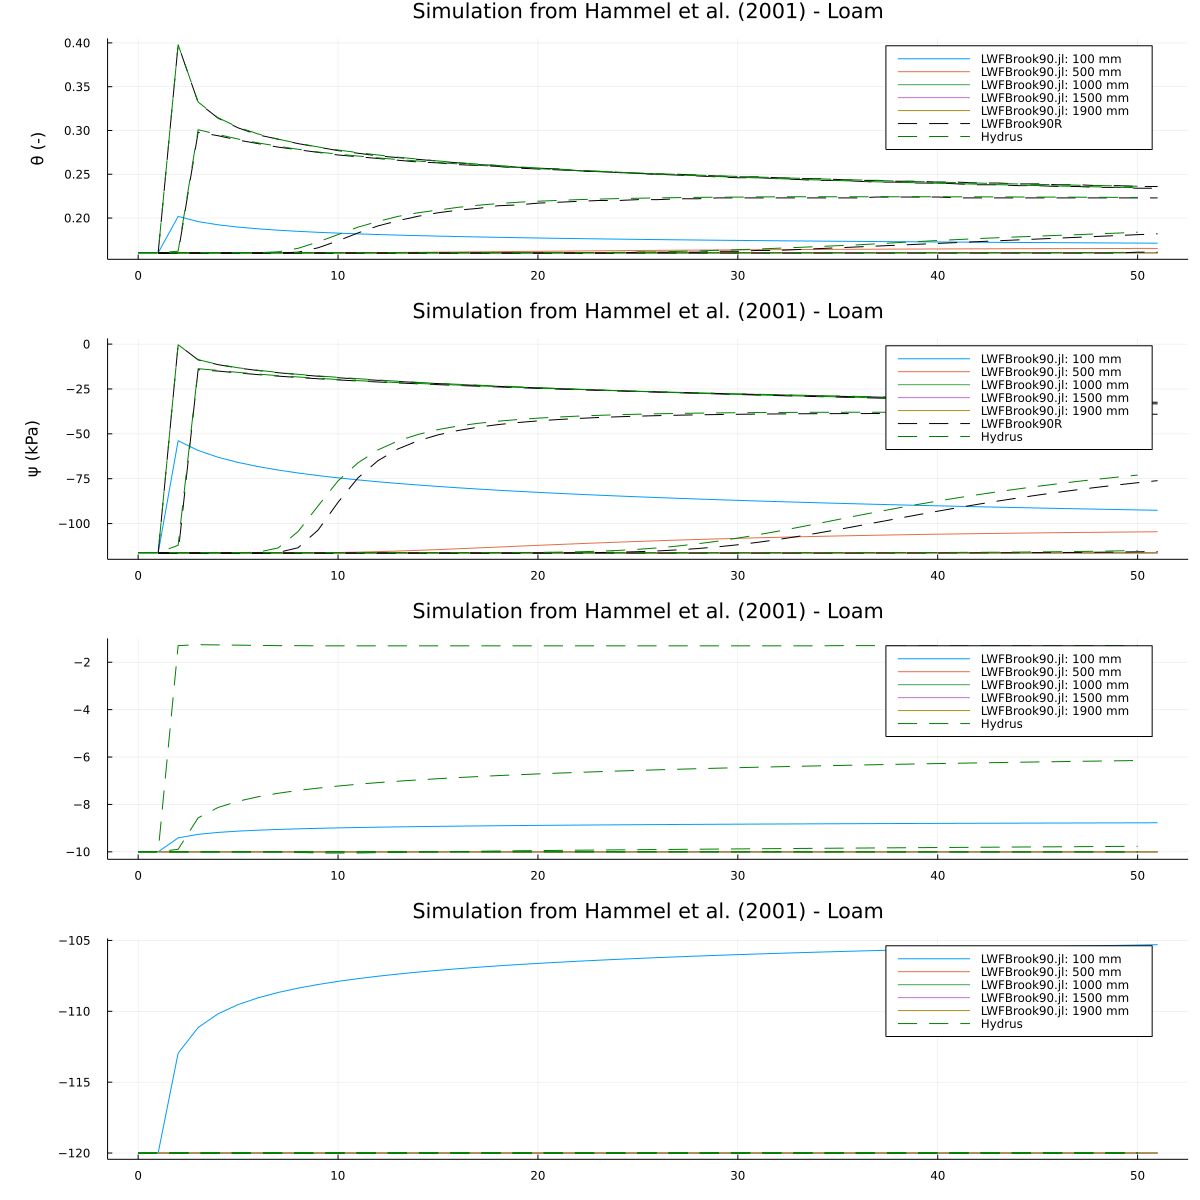 Simulation from Hammel et al. (2001) - Loam
θ (-)
0.40
0.35
0.30
0.25
0.20
LWFBrook90.jl: 100 mm
LWFBrook90.jl: 500 mm
LWFBrook90.jl: 1000 mm
LWFBrook90.jl: 1500 mm
LWFBrook90.jl: 1900 mm
LWFBrook90R
Hydrus
0 10 20 30 40 50
Simulation from Hammel et al. (2001) - Loam
ψ (kPa)
0
−25
−50
−75
−100
LWFBrook90.jl: 100 mm
LWFBrook90.jl: 500 mm
LWFBrook90.jl: 1000 mm
LWFBrook90.jl: 1500 mm
LWFBrook90.jl: 1900 mm
LWFBrook90R
Hydrus
0 10 20 30 40 50
Simulation from Hammel et al. (2001) - Loam
−2
−4
−6
−8
−10
LWFBrook90.jl: 100 mm
LWFBrook90.jl: 500 mm
LWFBrook90.jl: 1000 mm
LWFBrook90.jl: 1500 mm
LWFBrook90.jl: 1900 mm
Hydrus
0 10 20 30 40 50
Simulation from Hammel et al. (2001) - Loam
−105
−110
−115
−120
LWFBrook90.jl: 100 mm
LWFBrook90.jl: 500 mm
LWFBrook90.jl: 1000 mm
LWFBrook90.jl: 1500 mm
LWFBrook90.jl: 1900 mm
Hydrus
0 10 20 30 40 50